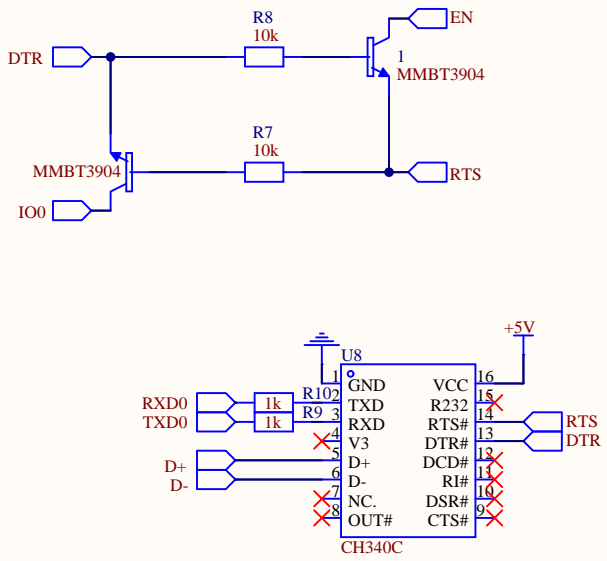 R8
EN
10k
DTR
1
MMBT3904
R7
10k
MMBT3904
RTS
IO0
+5V
U8
1 GND VCC 16
RXD0 1k R10 2 TXD R232 15
TXD0 1k R9 3 RXD RTS# 14 RTS
4 V3 DTR# 13 DTR
D+ 5 D+ DCD# 12
D- 6 D- RI# 11
7 NC. DSR# 10
8 OUT# CTS# 9
CH340C